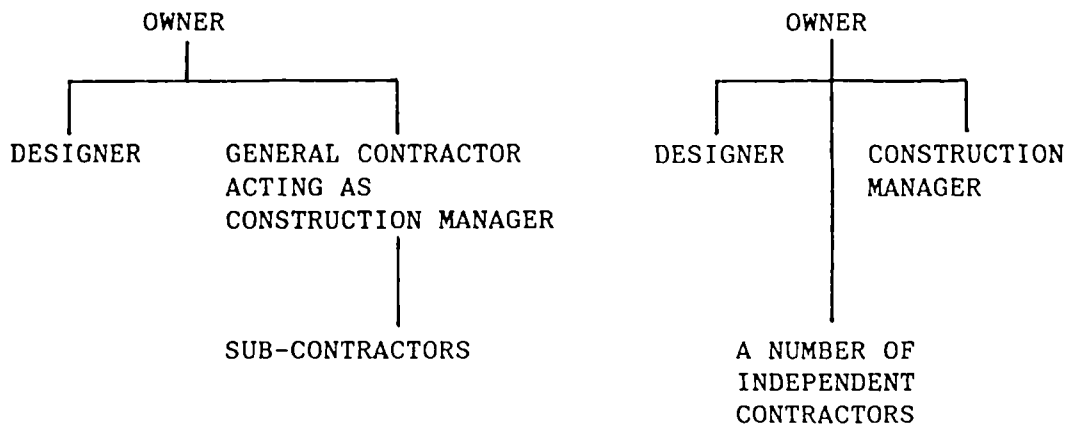 OWNER
DESIGNER
GENERAL CONTRACTOR
ACTING AS
CONSTRUCTION MANAGER
SUB-CONTRACTORS
OWNER
DESIGNER
CONSTRUCTION
MANAGER
A NUMBER OF
INDEPENDENT
CONTRACTORS